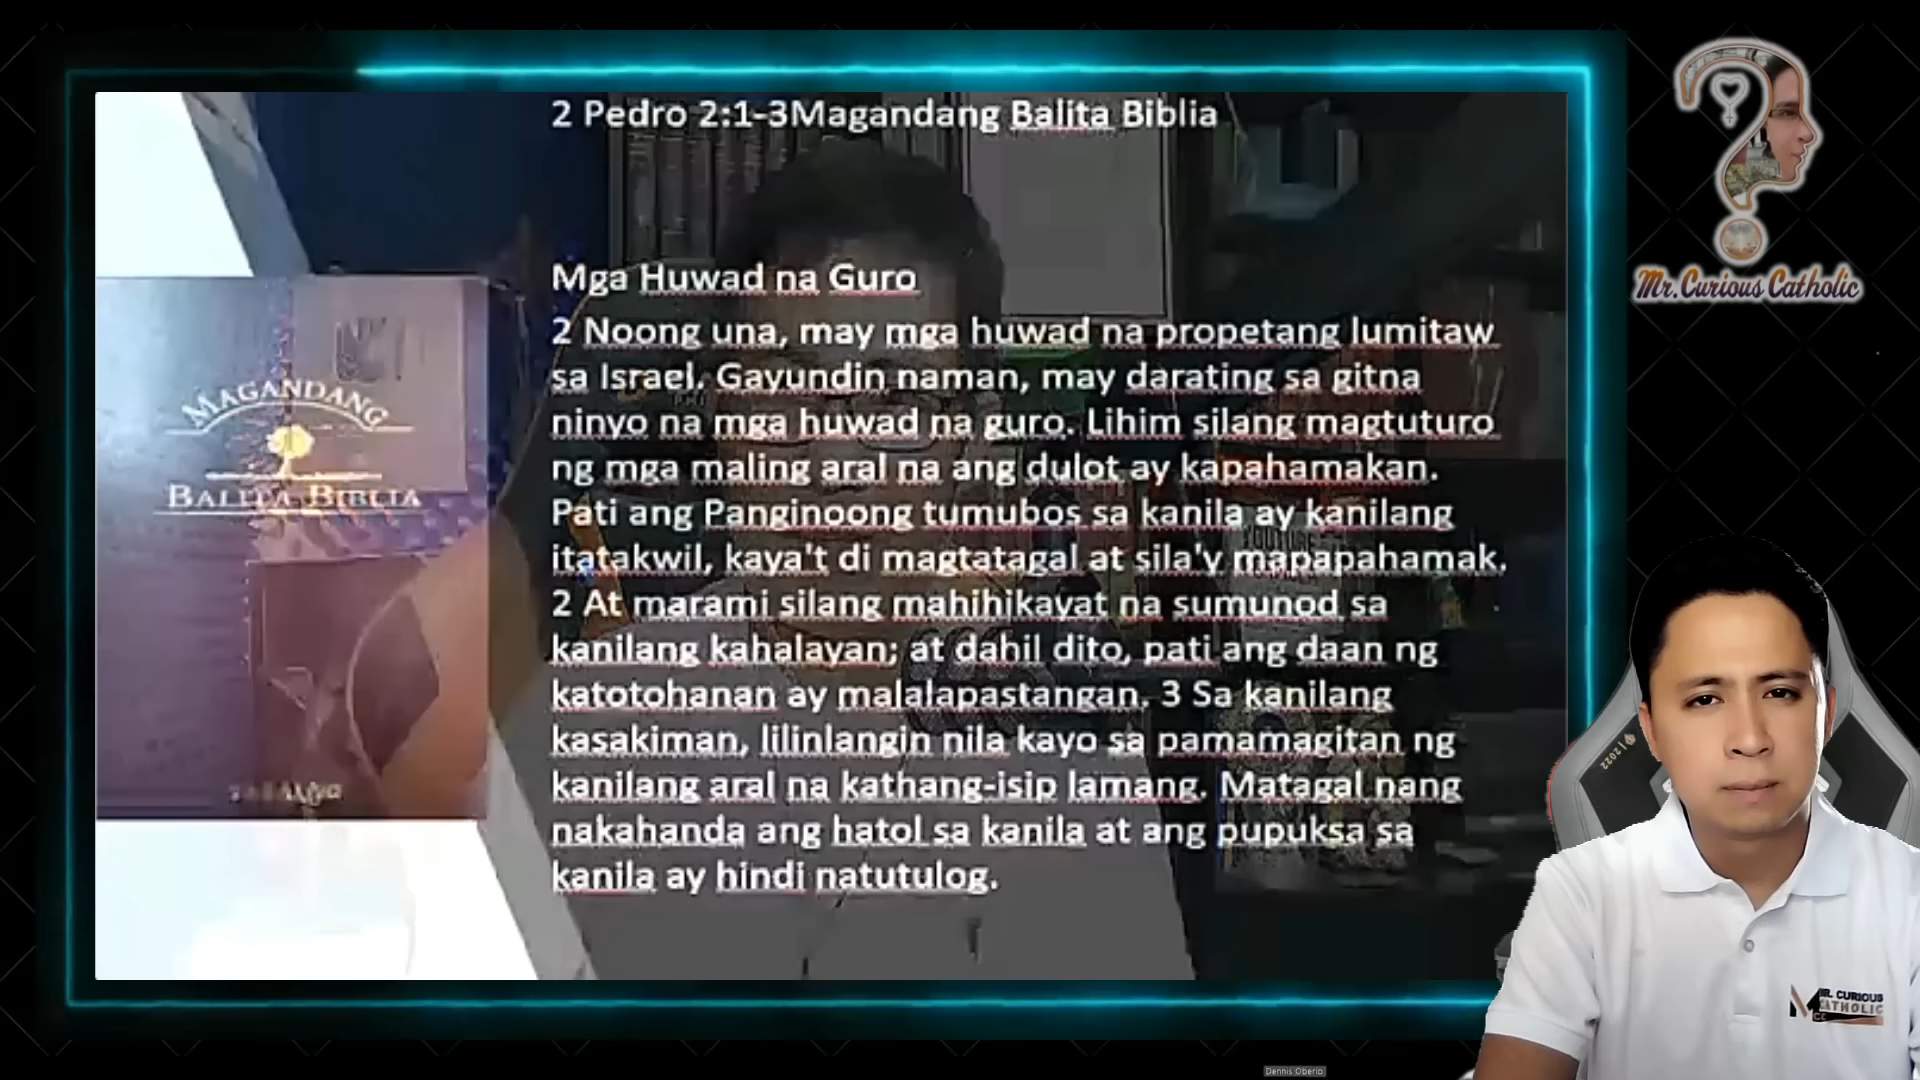 2 Pedro 2:1-3Magandang Balita Biblia
Mga Huwad na Guro
2 Noong una, may mga huwad na propetang lumitaw
sa Israel. Gayundin naman, may darating sa gitna
ninyo na mga huwad na guro. Lihim silang magtuturo
ng mga maling aral na ang dulot ay kapahamakan.
Pati ang Panginoong tumubos sa kanila ay kanilang
itatakwil, kaya't di magtatagal at sila'y mapapahamak.
2 At marami silang mahihikayat na sumunod sa
kanilang kahalayan; at dahil dito, pati ang daan ng
katotohanan ay malalapastangan. 3 Sa kanilang
kasakiman, lilinlangin nila kayo sa pamamagitan ng
kanilang aral na kathang-isip lamang. Matagal nang
nakahanda ang hatol sa kanila at ang pupuksa sa
kanila ay hindi natutulog.
MAGANDANG
BALITA BIBLIA
Mr. Curious Catholic
2022
MR. CURIOUS
CATHOLIC
Dennis Oberio